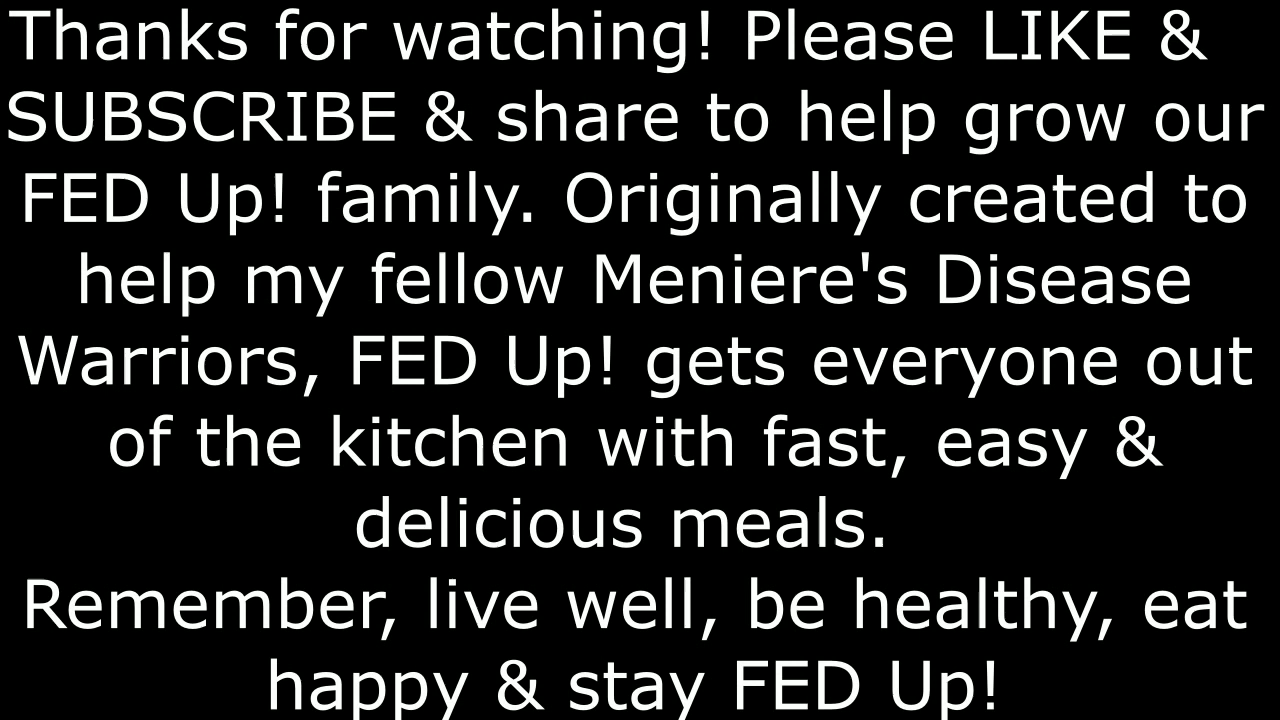 Thanks for watching! Please LIKE &
SUBSCRIBE & share to help grow our
FED Up! family. Originally created to
help my fellow Meniere's Disease
Warriors, FED Up! gets everyone out
of the kitchen with fast, easy &
delicious meals.
Remember, live well, be healthy, eat
happy & stay FED Up!